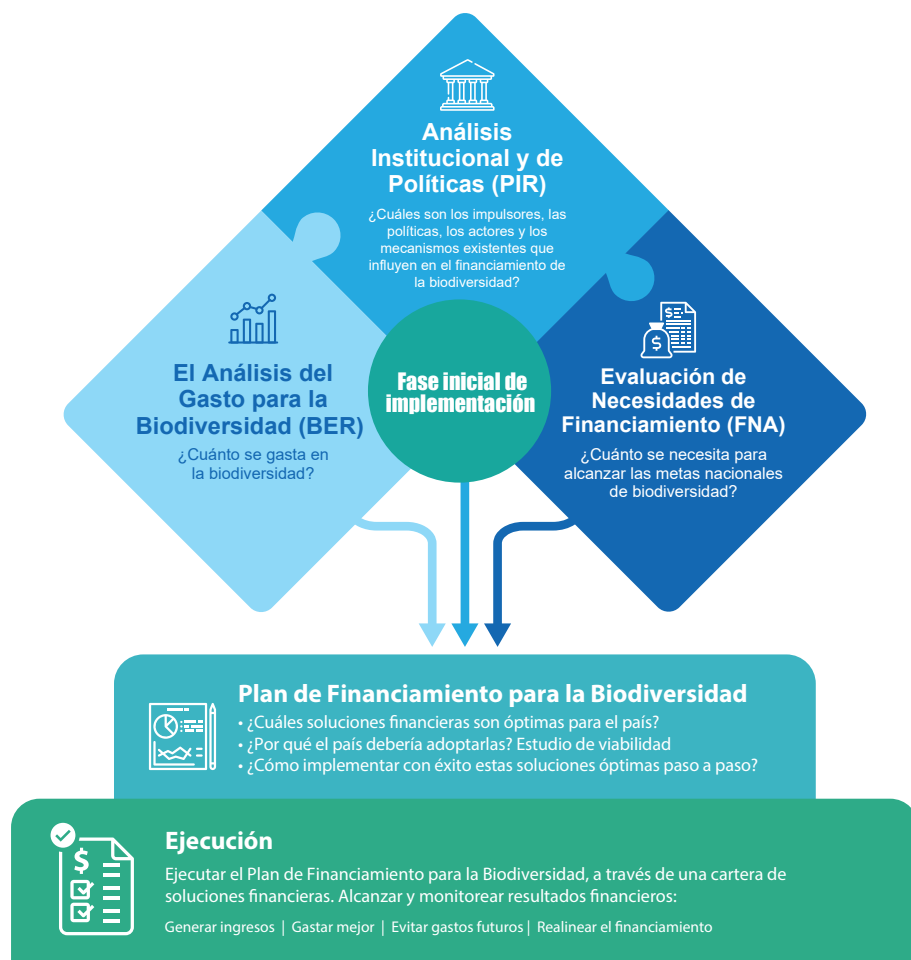 Análisis
Institucional y de
Políticas (PIR)
¿Cuáles son los impulsores, las
políticas, los actores y los
mecanismos existentes que
influyen en el financiamiento de
la biodiversidad?
El Análisis del
Gasto para la
Biodiversidad (BER)
¿Cuánto se gasta en
la biodiversidad?
Fase inicial de
implementación
$
$
Evaluación de
Necesidades de
Financiamiento (FNA)
¿Cuánto se necesita para
alcanzar las metas nacionales
de biodiversidad?
Plan de Financiamiento para la Biodiversidad
• ¿Cuáles soluciones financieras son óptimas para el país?
• ¿Por qué el país debería adoptarlas? Estudio de viabilidad
• ¿Cómo implementar con éxito estas soluciones óptimas paso a paso?
$
Ejecución
Ejecutar el Plan de Financiamiento para la Biodiversidad, a través de una cartera de
soluciones financieras. Alcanzar y monitorear resultados financieros:
Generar ingresos | Gastar mejor | Evitar gastos futuros | Realinear el financiamiento